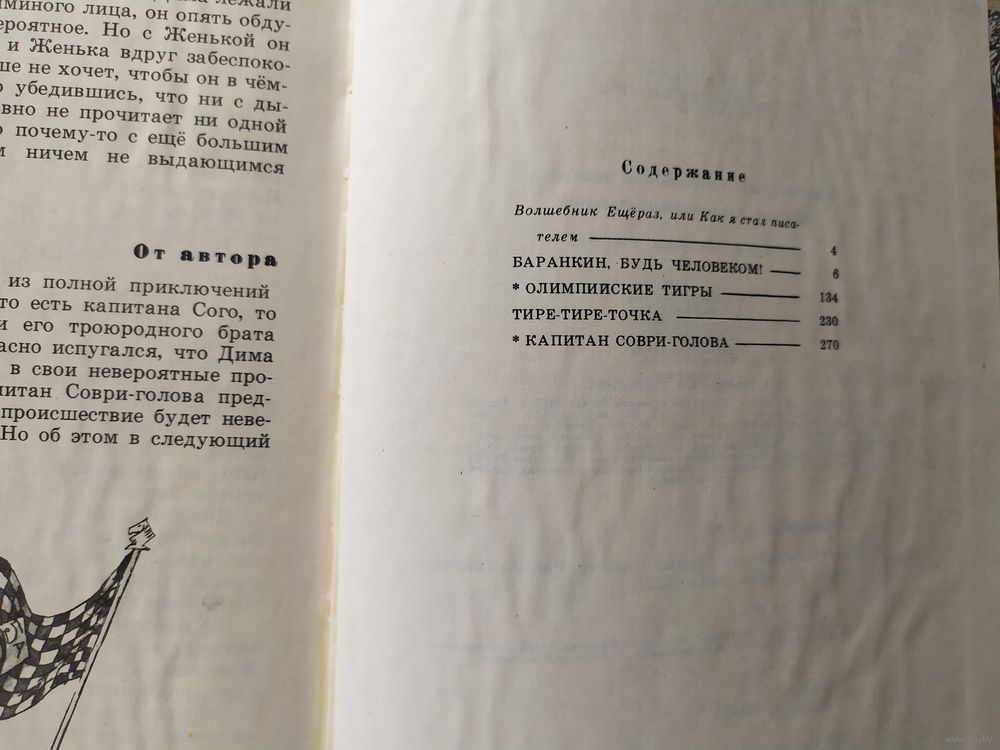 лежали
иминого лица, он опять обду-
ероятное. Но с Женькой он
и Женька вдруг забеспоко-
ше не хочет, чтобы он в чём-
о убедившись, что ни с ды-
вно не прочитает ни одной
о почему-то с ещё большим
м ничем не выдающимся
От автора
из полной приключений
то есть капитана Сого, то
и его троюродного брата
асно испугался, что Дима
в свои невероятные про-
питан Соври-голова пред-
происшествие будет неве-
Но об этом в следующий
Содержание
Волшебник Ещёраз, или Как я стал писа-
телем 4
БАРАНКИН, БУДЬ ЧЕЛОВЕКОМ! 6
* ОЛИМПИЙСКИЕ ТИГРЫ 134
ТИРЕ-ТИРЕ-ТОЧКА 230
* КАПИТАН СОВРИ-ГОЛОВА 270